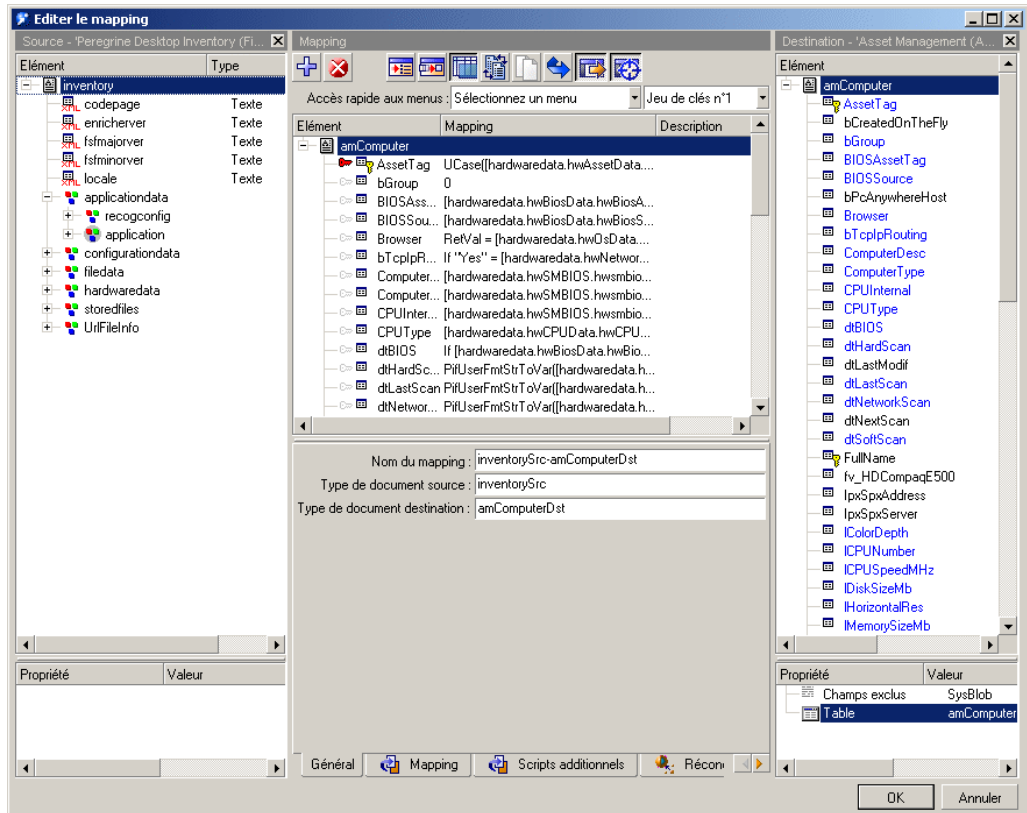 Editer le mapping
Source - 'Peregrine Desktop Inventory (Fi...
Elément Type
inventory
codepage Texte
enricherver Texte
fsfmajorver Texte
fsfminorver Texte
locale Texte
applicationdata
recogconfig
application
configurationdata
filedata
hardwaredata
storedfiles
UrlFileInfo
Propriété Valeur
Mapping
Accès rapide aux menus : Sélectionnez un menu Jeu de clés n°1
Elément Mapping Description
amComputer
AssetTag UCase([hardwaredata.hwAssetData....
bGroup 0
BIOSAss... [hardwaredata.hwBiosData.hwBiosA...
BIOSSou... [hardwaredata.hwBiosData.hwBiosS...
Browser RetVal = [hardwaredata.hwOsData....
bTcpIpR... If "Yes" = [hardwaredata.hwNetwor...
Computer... [hardwaredata.hwSMBIOS.hwsmbio...
Computer... [hardwaredata.hwSMBIOS.hwsmbio...
CPUInter... [hardwaredata.hwSMBIOS.hwsmbio...
CPUType [hardwaredata.hwCPUData.hwCPU...
dtBIOS If [hardwaredata.hwBiosData.hwBio...
dtHardSc... PifUserFmtStrToVar([hardwaredata.h...
dtLastScan PifUserFmtStrToVar([hardwaredata.h...
dtNetwor... PifUserFmtStrToVar([hardwaredata.h...
Nom du mapping : inventorySrc-amComputerDst
Type de document source : inventorySrc
Type de document destination : amComputerDst
Général Mapping Scripts additionnels Récon
Destination - 'Asset Management (A...
Elément
amComputer
AssetTag
bCreatedOnTheFly
bGroup
BIOSAssetTag
BIOSSource
bPcAnywhereHost
Browser
bTcpIpRouting
ComputerDesc
ComputerType
CPUInternal
CPUType
dtBIOS
dtHardScan
dtLastModif
dtLastScan
dtNetworkScan
dtNextScan
dtSoftScan
FullName
fv_HDCompaqE500
IpxSpxAddress
IpxSpxServer
lColorDepth
lCPUNumber
lCPUSpeedMHz
lDiskSizeMb
lHorizontalRes
lMemorySizeMb
Propriété Valeur
Champs exclus SysBlob
Table amComputer
OK Annuler